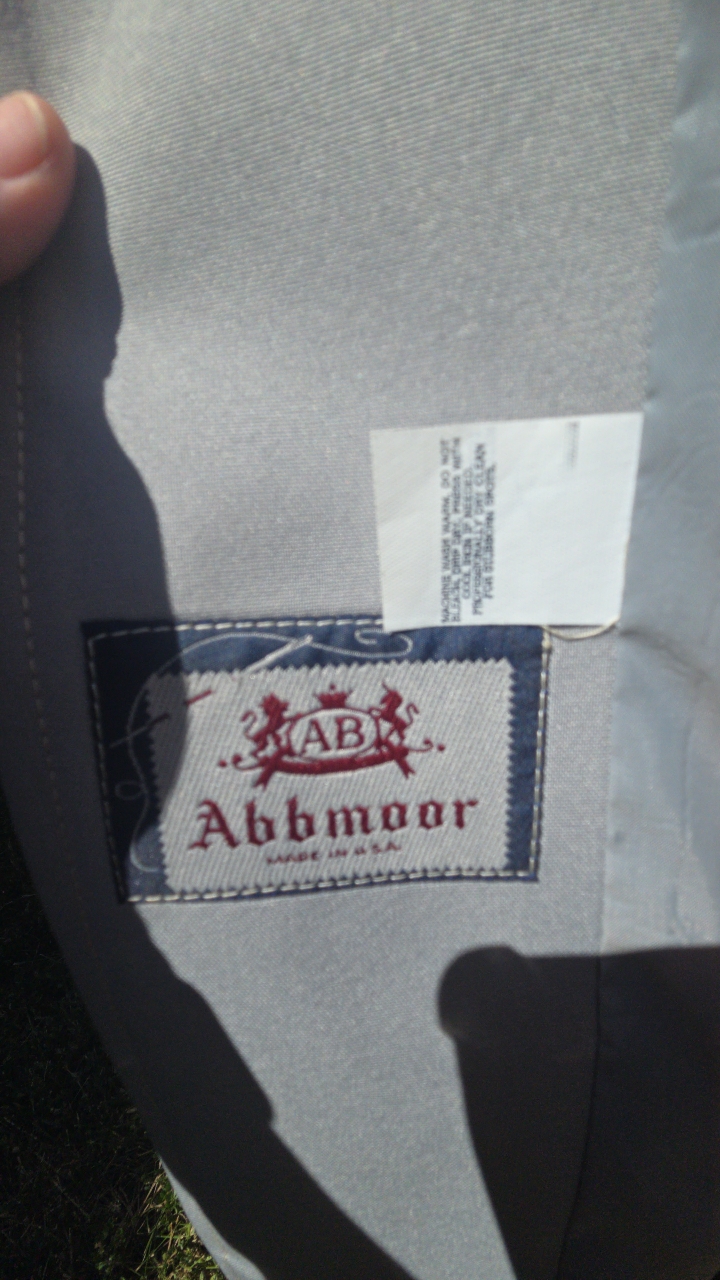 MACHINE WASH WARM, DO NOT
BLEACH, DRIP DRY, PRESS WITH
COOL IRON IF NEEDED.
PROFESSIONALLY DRY CLEAN
FOR STUBBORN SPOTS.
AB
Abbmoor
MADE IN U.S.A.